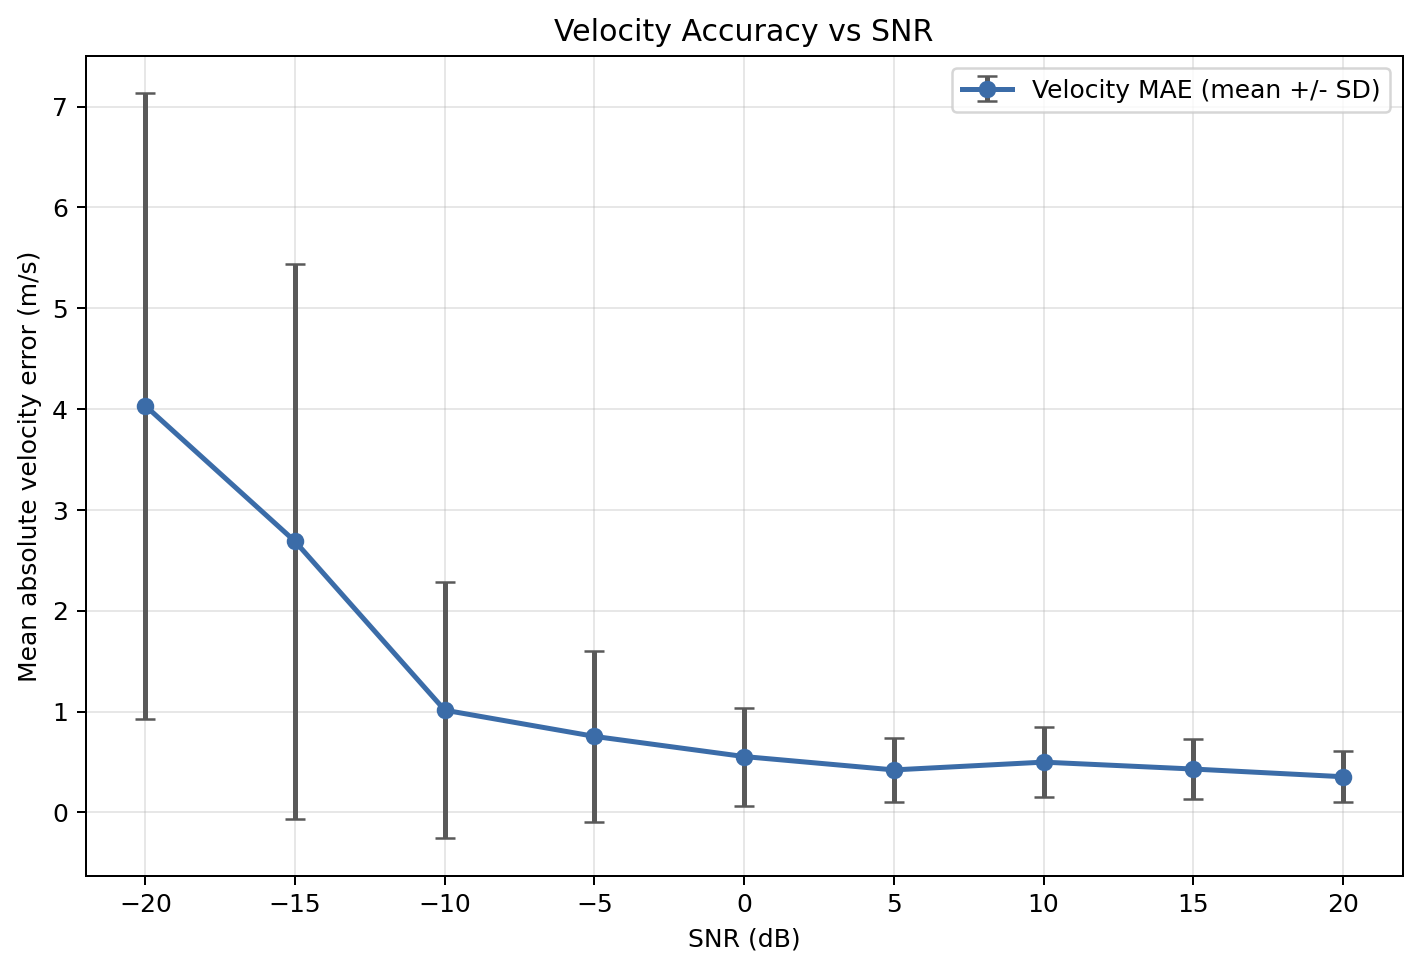 Velocity Accuracy vs SNR
Velocity MAE (mean +/- SD)
Mean absolute velocity error (m/s)
7
6
5
4
3
2
1
0
−20 −15 −10 −5 0 5 10 15 20
SNR (dB)